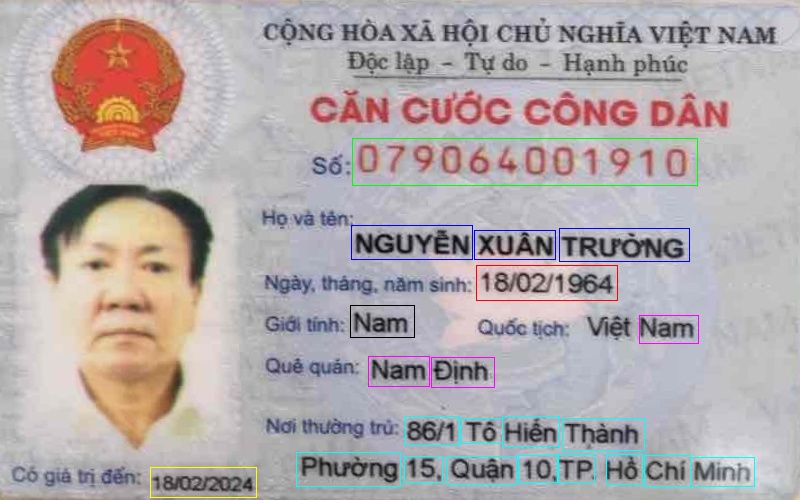 CỘNG HÒA XÃ HỘI CHỦ NGHĨA VIỆT NAM
Độc lập - Tự do - Hạnh phúc
CĂN CƯỚC CÔNG DÂN
Số: 079064001910
Họ và tên:
NGUYỄN XUÂN TRƯỜNG
Ngày, tháng, năm sinh: 18/02/1964
Giới tính: Nam Quốc tịch: Việt Nam
Quê quán: Nam Định
Nơi thường trú: 86/1 Tô Hiến Thành
Phường 15, Quận 10, TP. Hồ Chí Minh
Có giá trị đến: 18/02/2024